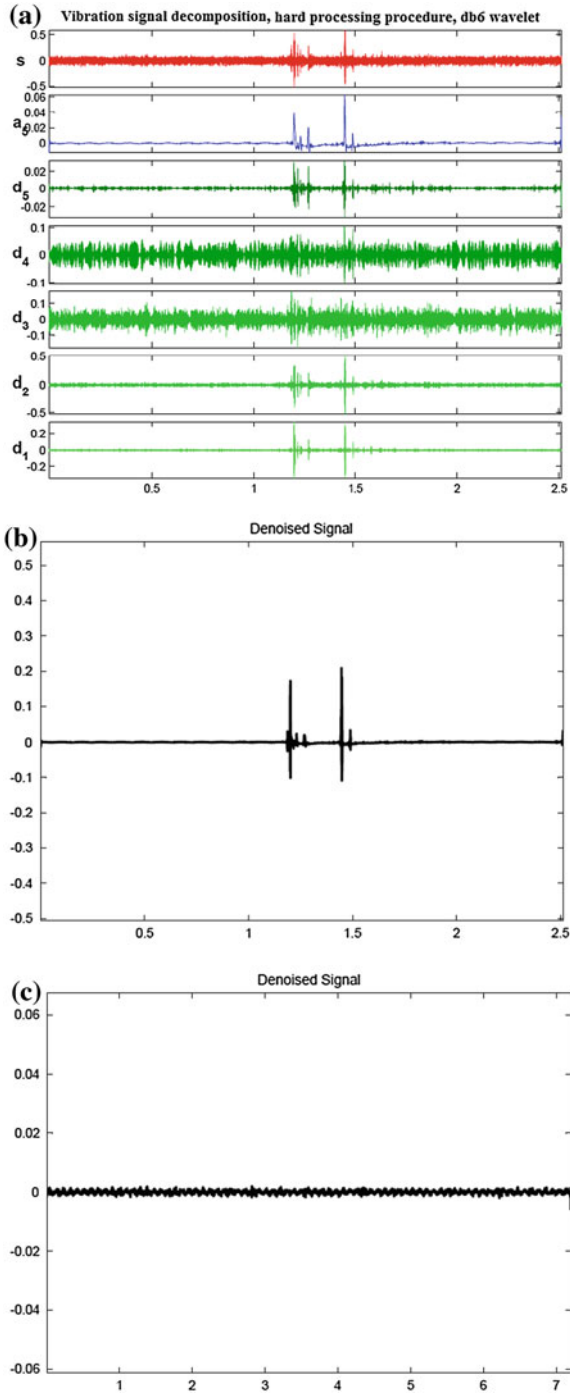 (a) Vibration signal decomposition, hard processing procedure, db6 wavelet
0.5
s 0
-0.5
0.06
0.04
a5 0.02
0
0.02
d5 0
-0.02
0.1
d4 0
-0.1
0.1
d3 0
-0.1
0.5
d2 0
-0.5
0.2
d1 0
-0.2
0.5 1 1.5 2 2.5
(b) Denoised Signal
0.5
0.4
0.3
0.2
0.1
0
-0.1
-0.2
-0.3
-0.4
-0.5
0.5 1 1.5 2 2.5
(c) Denoised Signal
0.06
0.04
0.02
0
-0.02
-0.04
-0.06
1 2 3 4 5 6 7